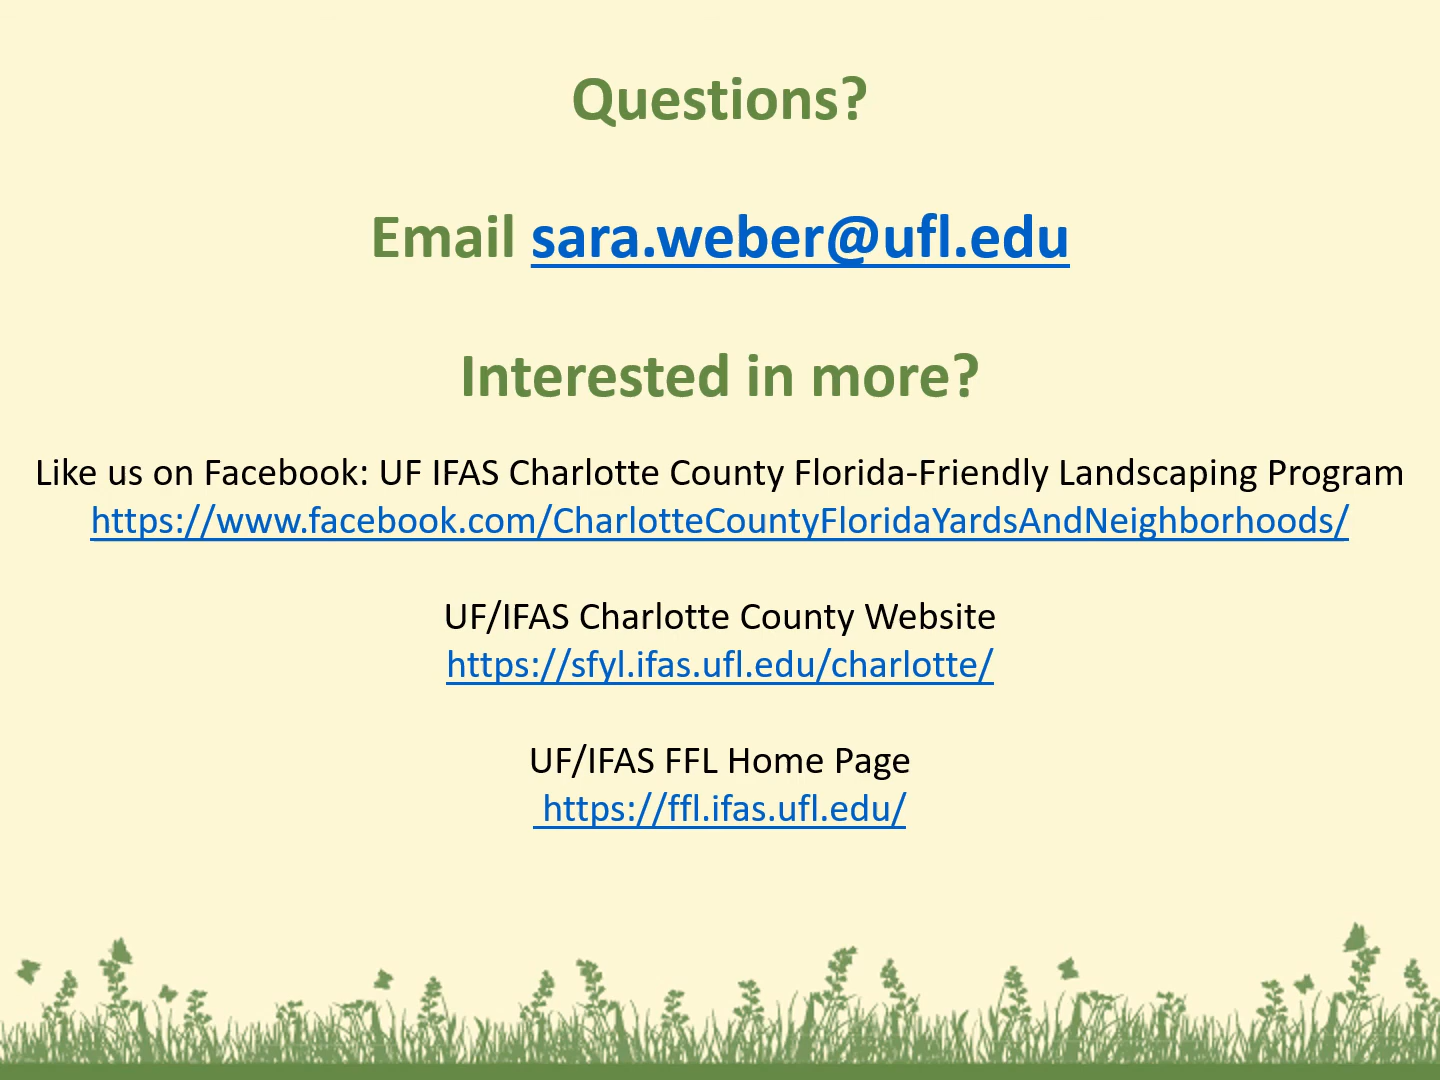 Questions?
Email sara.weber@ufl.edu
Interested in more?
Like us on Facebook: UF IFAS Charlotte County Florida-Friendly Landscaping Program
https://www.facebook.com/CharlotteCountyFloridaYardsAndNeighborhoods/
UF/IFAS Charlotte County Website
https://sfyl.ifas.ufl.edu/charlotte/
UF/IFAS FFL Home Page
https://ffl.ifas.ufl.edu/